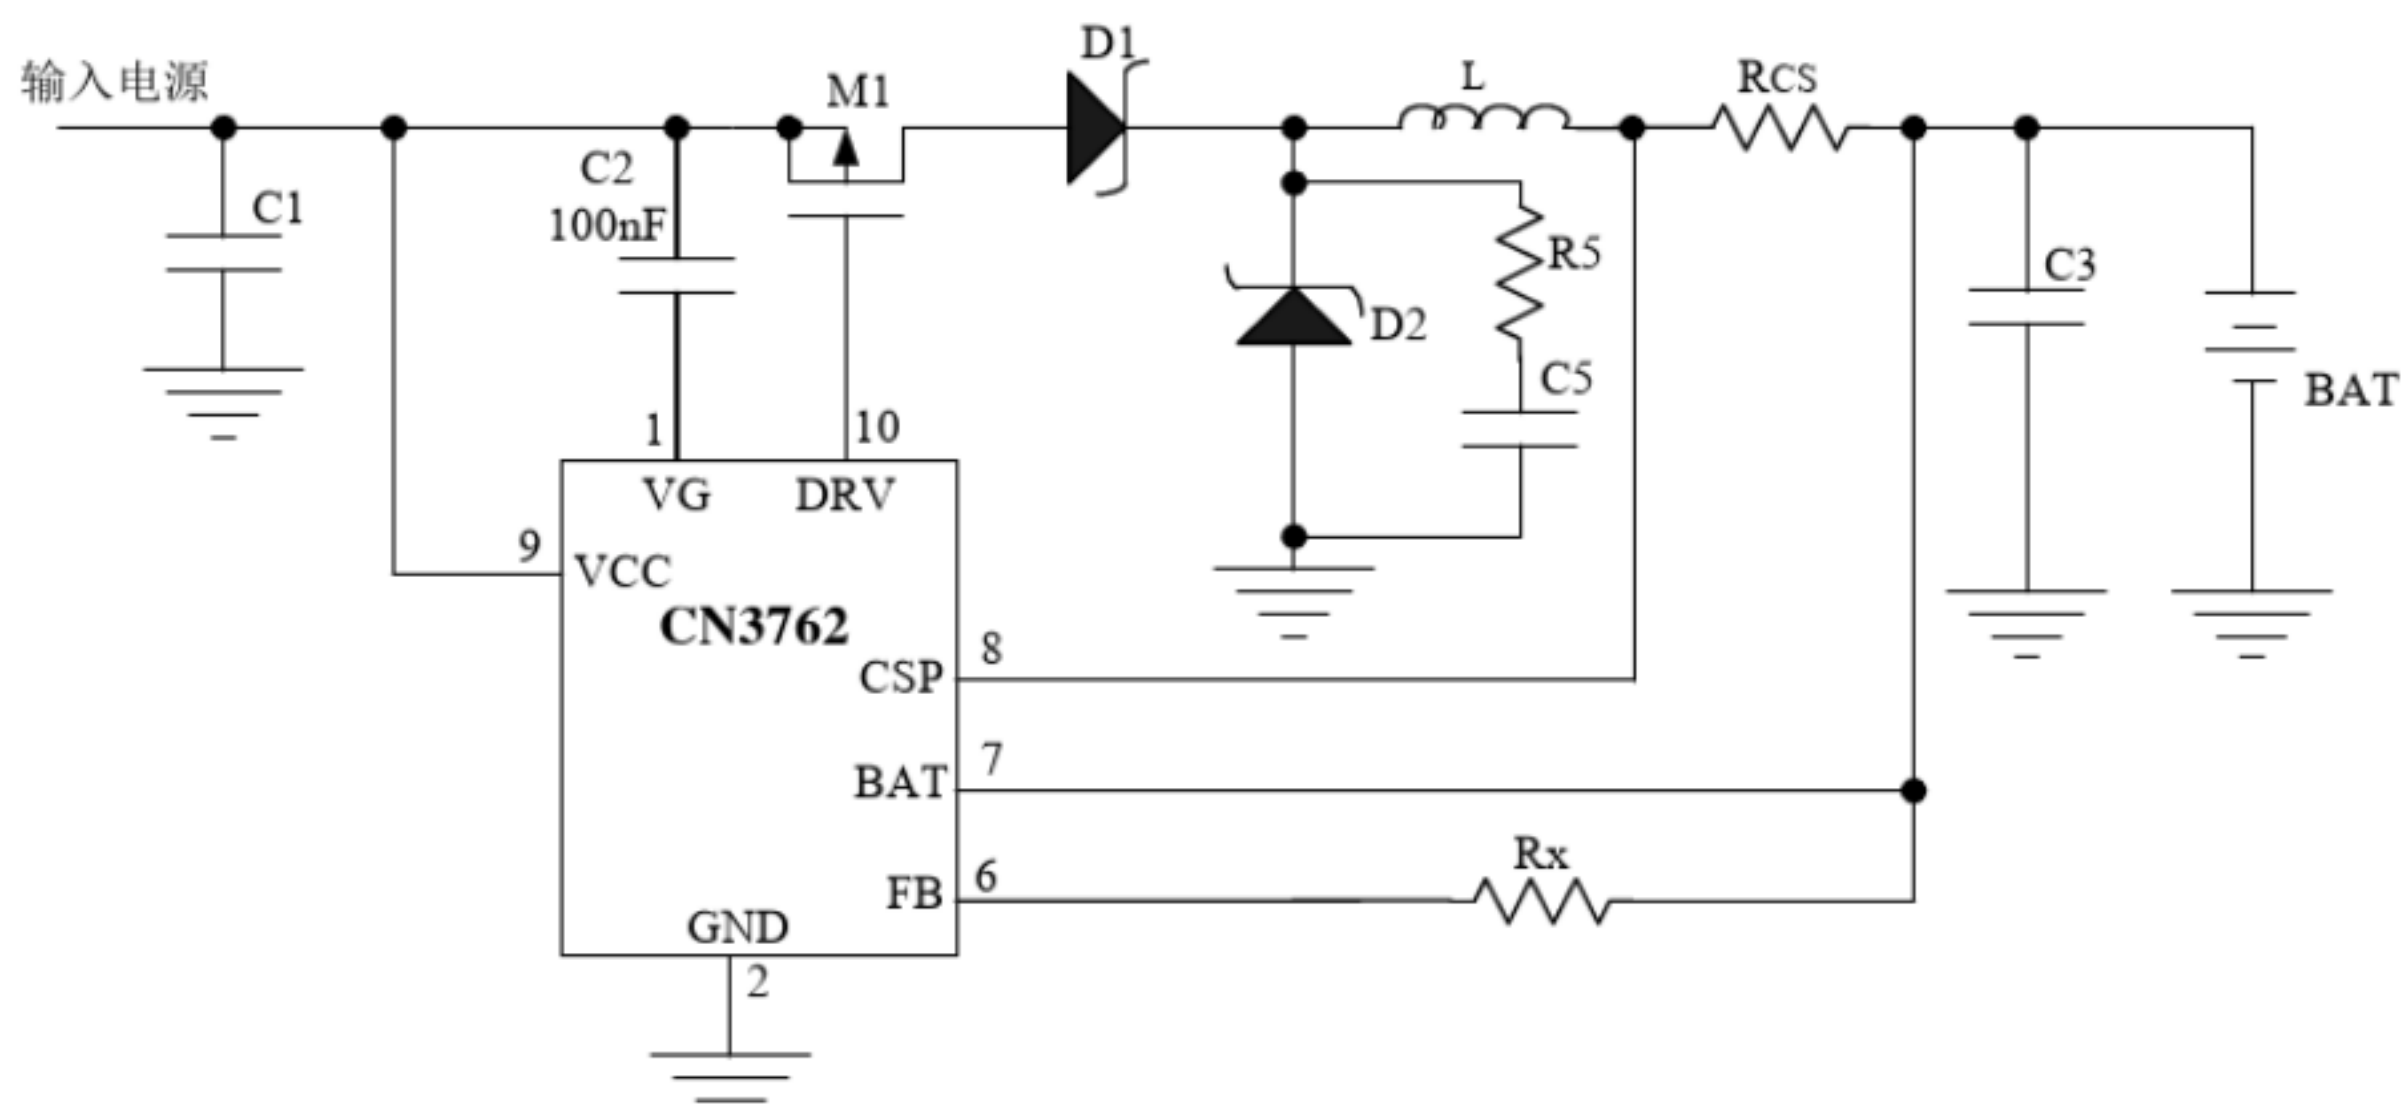 输入电源
D1
L
RCS
M1
C2
100nF
C1
R5
C3
D2
C5
BAT
1
10
VG
DRV
9
VCC
CN3762
8
CSP
7
BAT
Rx
6
FB
GND
2